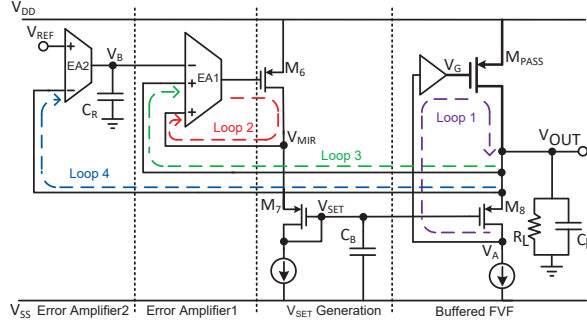 VDD
VREF
+
−
EA2
VB
CR
−
+
+
EA1
M6
VG
MPASS
Loop 2
VMIR
Loop 1
VOUT
Loop 3
Loop 4
M7
VSET
CB
M8
VA
RL
VSS
Error Amplifier2
Error Amplifier1
VSET Generation
Buffered FVF